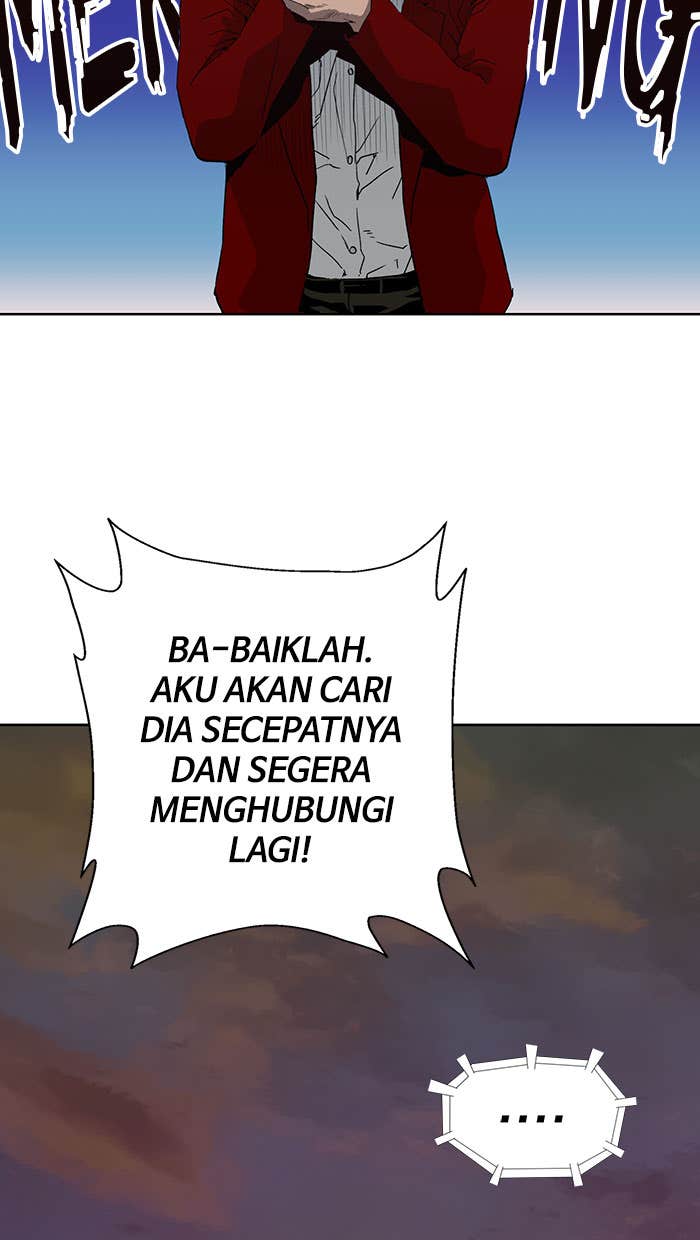 BA-BAIKLAH.
AKU AKAN CARI
DIA SECEPATNYA
DAN SEGERA
MENGHUBUNGI
LAGI!
....